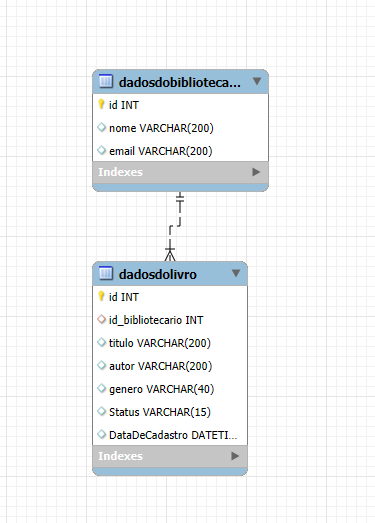 dadosdobiblioteca...
id INT
nome VARCHAR(200)
email VARCHAR(200)
Indexes
dadosdolivro
id INT
id_bibliotecario INT
titulo VARCHAR(200)
autor VARCHAR(200)
genero VARCHAR(40)
Status VARCHAR(15)
DataDeCadastro DATETI...
Indexes